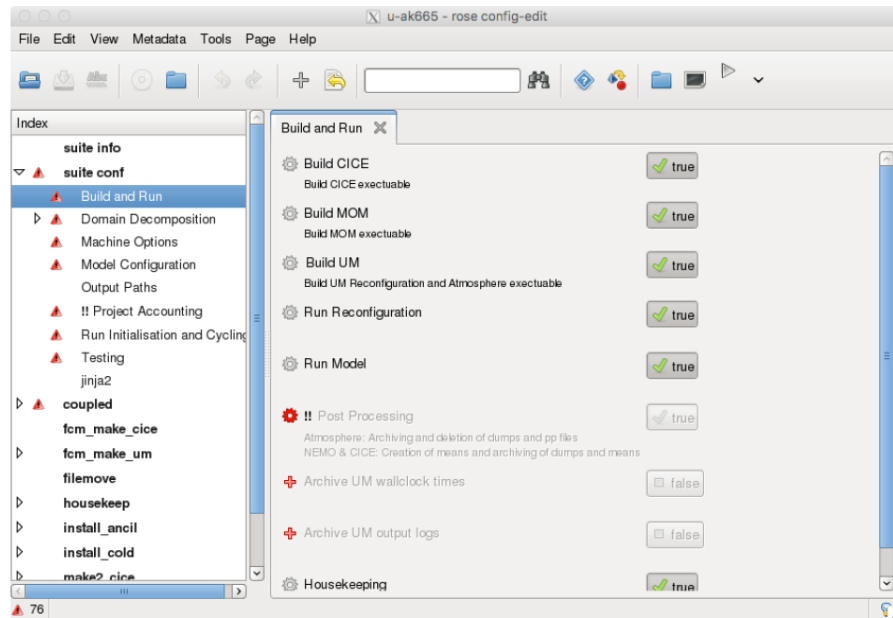 u-ak665 - rose config-edit
File Edit View Metadata Tools Page Help
Abc
Index
suite info
suite conf
Build and Run
Domain Decomposition
Machine Options
Model Configuration
Output Paths
!! Project Accounting
Run Initialisation and Cycling
Testing
jinja2
coupled
fcm_make_cice
fcm_make_um
filemove
housekeep
install_ancil
install_cold
make2_cice
76
Build and Run
Build CICE true
Build CICE exectuable
Build MOM true
Build MOM exectuable
Build UM true
Build UM Reconfiguration and Atmosphere exectuable
Run Reconfiguration true
Run Model true
!! Post Processing true
Atmosphere: Archiving and deletion of dumps and pp files
NEMO & CICE: Creation of means and archiving of dumps and means
Archive UM wallclock times false
Archive UM output logs false
Housekeeping true